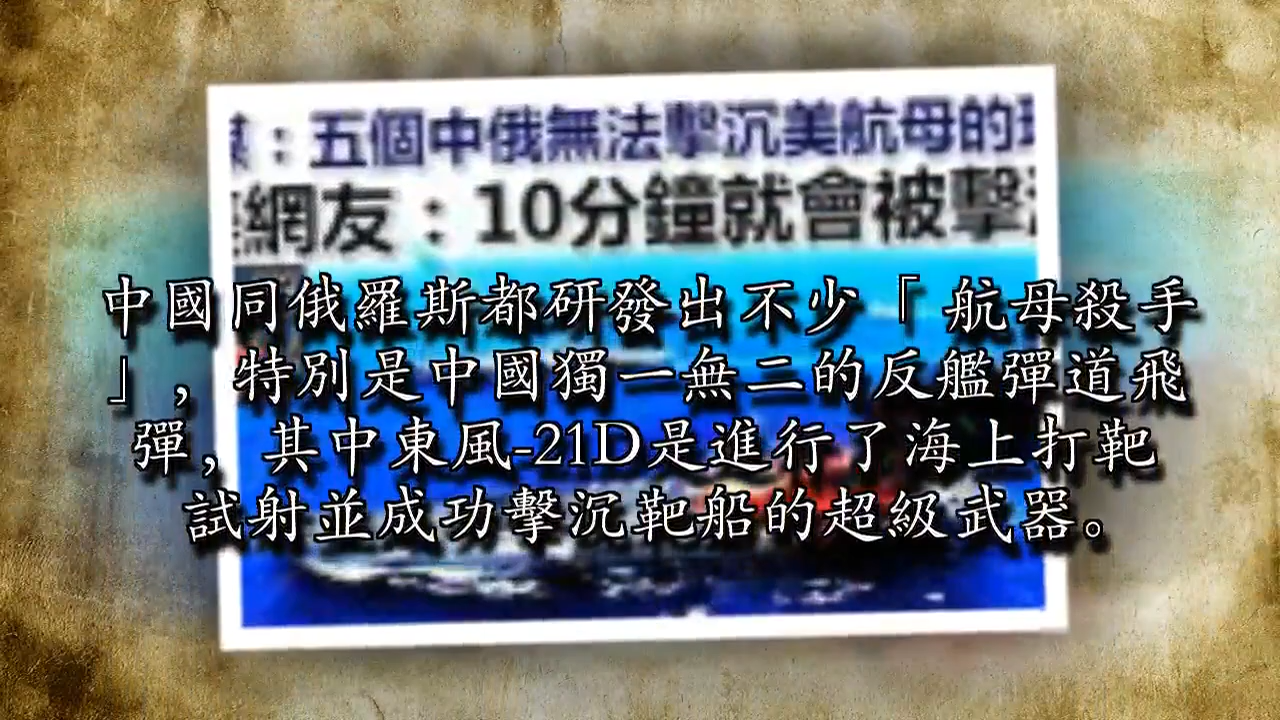 ：五個中俄無法擊沉美航母的
網友：10分鐘就會被擊
中國同俄羅斯都研發出不少「航母殺手
」，特別是中國獨一無二的反艦彈道飛
彈，其中東風-21D是進行了海上打靶
試射並成功擊沉靶船的超級武器。